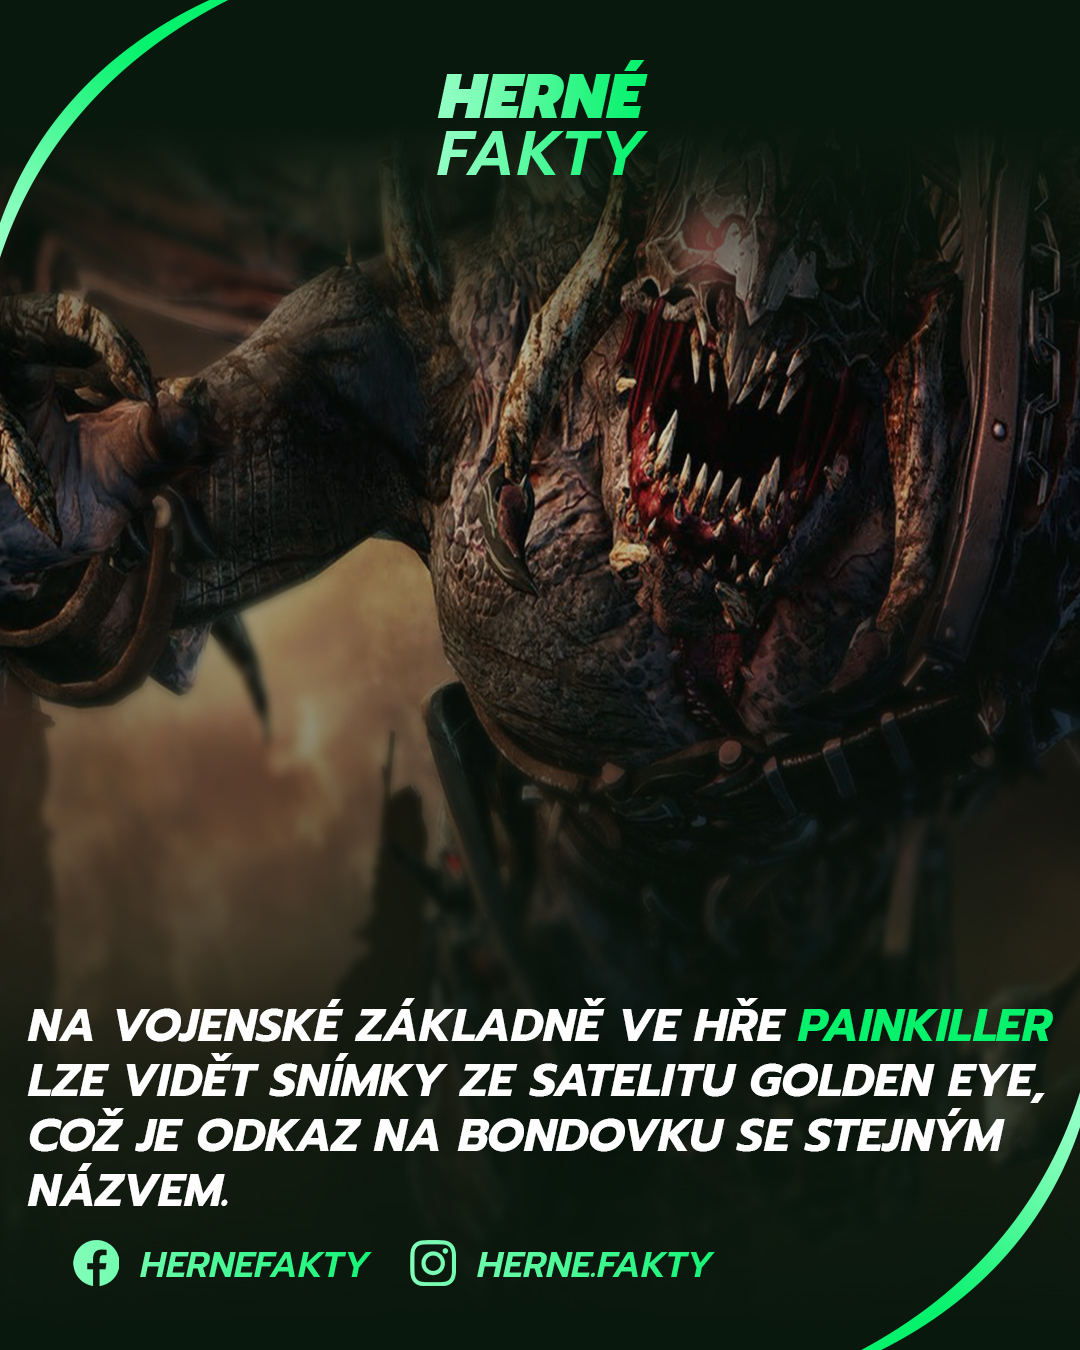 HERNÉ
FAKTY
NA VOJENSKÉ ZÁKLADNĚ VE HŘE PAINKILLER
LZE VIDĚT SNÍMKY ZE SATELITU GOLDEN EYE,
COŽ JE ODKAZ NA BONDOVKU SE STEJNÝM
NÁZVEM.
HERNEFAKTY HERNE.FAKTY